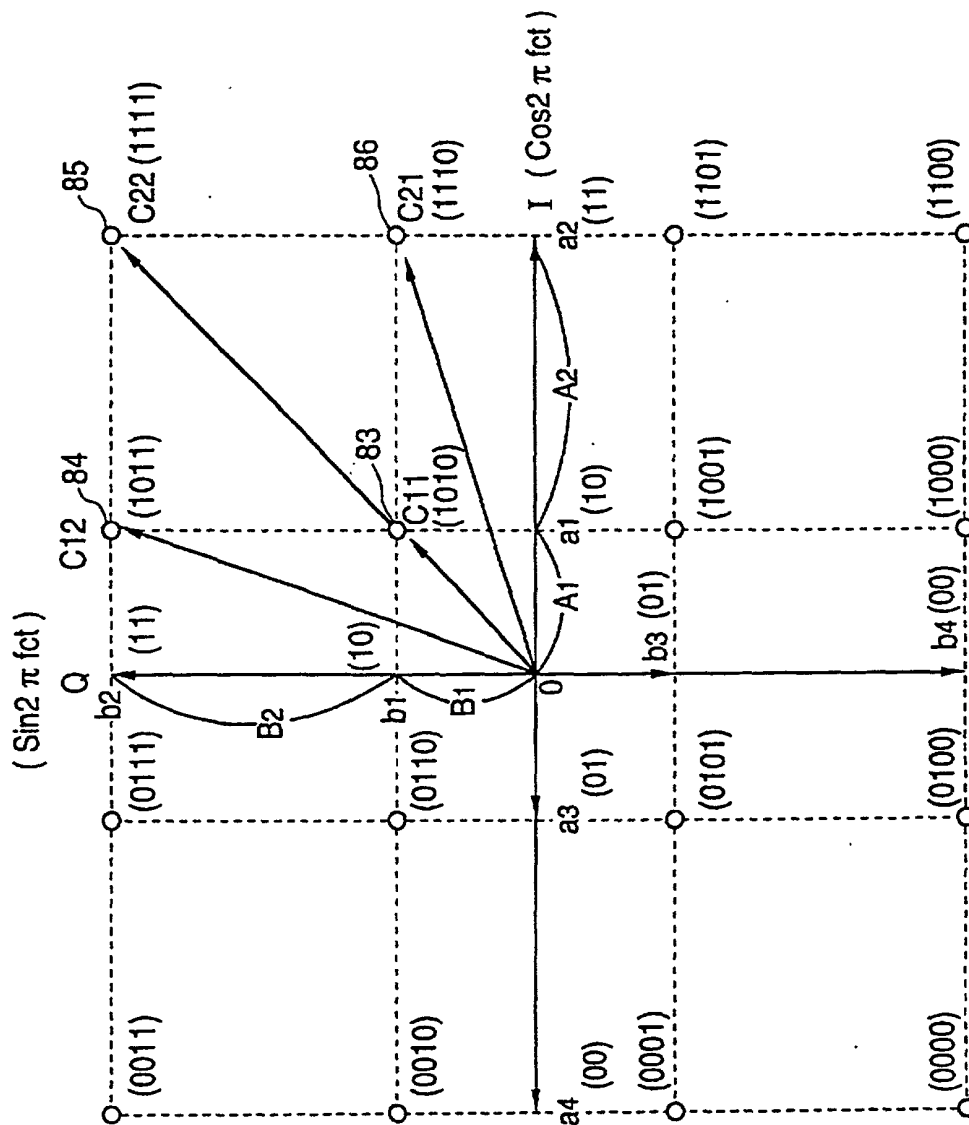 ( Sin2 π fct )
Q
b2
(11)
C12
84
(1011)
85
C22 (1111)
(0011)
(0111)
B2
83
C11
(1010)
86
C21
(1110)
(0010)
(0110)
b1
(10)
B1
0
A1
A2
a4
(00)
a3
(01)
a1
(10)
a2
(11)
I ( Cos2 π fct )
(0001)
(0101)
b3 (01)
(1001)
(1101)
(0000)
(0100)
b4 (00)
(1000)
(1100)